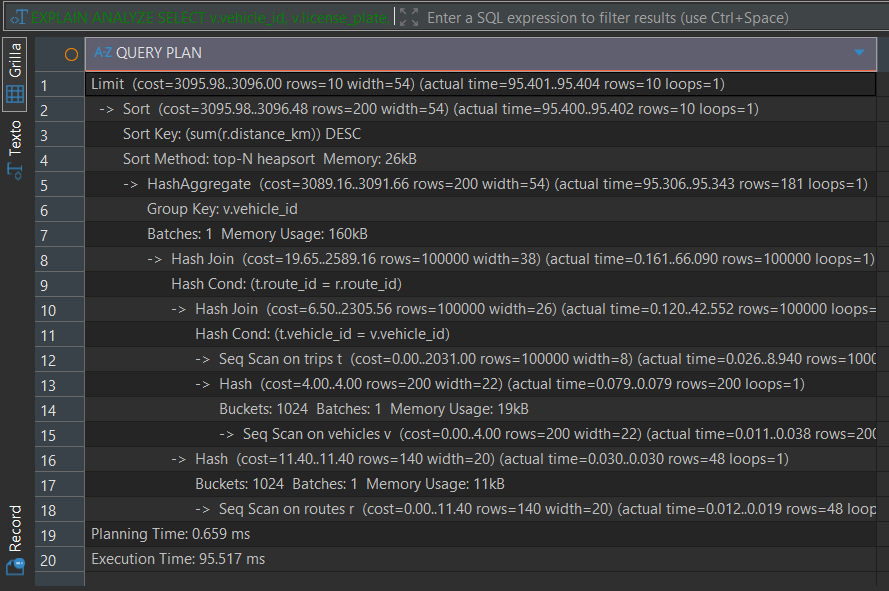 EXPLAIN ANALYZE SELECT v.vehicle_id, v.license_plate, Enter a SQL expression to filter results (use Ctrl+Space)
Grilla
Texto
Record
A-Z QUERY PLAN
1 Limit (cost=3095.98..3096.00 rows=10 width=54) (actual time=95.401..95.404 rows=10 loops=1)
2 -> Sort (cost=3095.98..3096.48 rows=200 width=54) (actual time=95.400..95.402 rows=10 loops=1)
3 Sort Key: (sum(r.distance_km)) DESC
4 Sort Method: top-N heapsort Memory: 26kB
5 -> HashAggregate (cost=3089.16..3091.66 rows=200 width=54) (actual time=95.306..95.343 rows=181 loops=1)
6 Group Key: v.vehicle_id
7 Batches: 1 Memory Usage: 160kB
8 -> Hash Join (cost=19.65..2589.16 rows=100000 width=38) (actual time=0.161..66.090 rows=100000 loops=1)
9 Hash Cond: (t.route_id = r.route_id)
10 -> Hash Join (cost=6.50..2305.56 rows=100000 width=26) (actual time=0.120..42.552 rows=100000 loops=
11 Hash Cond: (t.vehicle_id = v.vehicle_id)
12 -> Seq Scan on trips t (cost=0.00..2031.00 rows=100000 width=8) (actual time=0.026..8.940 rows=1000
13 -> Hash (cost=4.00..4.00 rows=200 width=22) (actual time=0.079..0.079 rows=200 loops=1)
14 Buckets: 1024 Batches: 1 Memory Usage: 19kB
15 -> Seq Scan on vehicles v (cost=0.00..4.00 rows=200 width=22) (actual time=0.011..0.038 rows=200
16 -> Hash (cost=11.40..11.40 rows=140 width=20) (actual time=0.030..0.030 rows=48 loops=1)
17 Buckets: 1024 Batches: 1 Memory Usage: 11kB
18 -> Seq Scan on routes r (cost=0.00..11.40 rows=140 width=20) (actual time=0.012..0.019 rows=48 loop
19 Planning Time: 0.659 ms
20 Execution Time: 95.517 ms